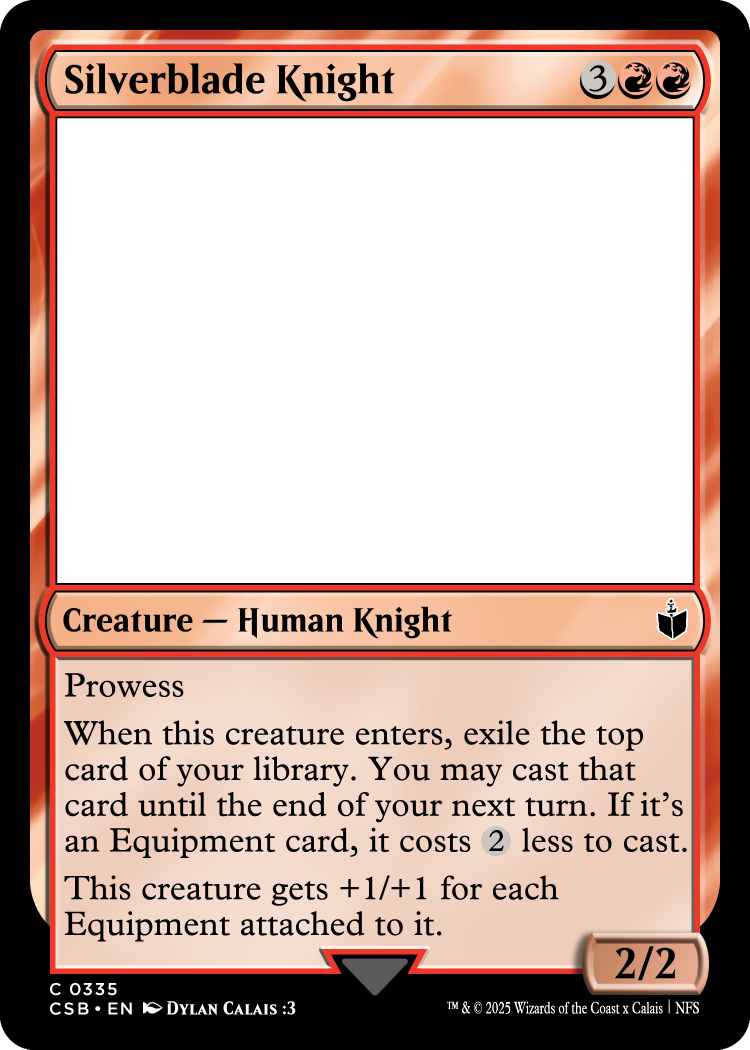 Silverblade Knight 3
Creature — Human Knight
Prowess
When this creature enters, exile the top
card of your library. You may cast that
card until the end of your next turn. If it's
an Equipment card, it costs 2 less to cast.
This creature gets +1/+1 for each
Equipment attached to it.
2/2
C 0335
CSB • EN DYLAN CALAIS :3
™ & © 2025 Wizards of the Coast x Calais | NFS